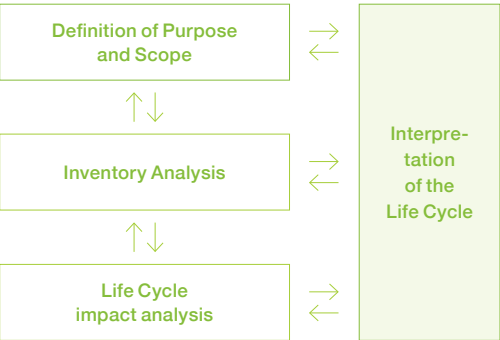 Definition of Purpose
and Scope
Inventory Analysis
Life Cycle
impact analysis
Interpre-
tation
of the
Life Cycle